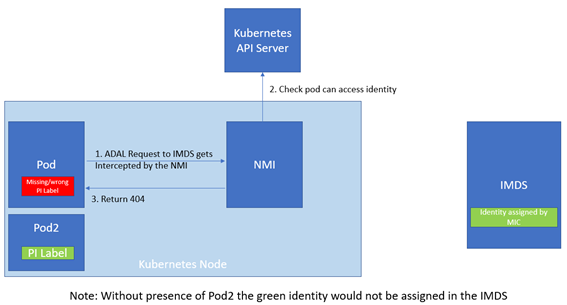 Kubernetes
API Server
2. Check pod can access identity
1. ADAL Request to IMDS gets
Intercepted by the NMI
Pod
Missing/wrong
PI Label
NMI
3. Return 404
IMDS
Identity assigned by
MIC
Pod2
PI Label
Kubernetes Node
Note: Without presence of Pod2 the green identity would not be assigned in the IMDS